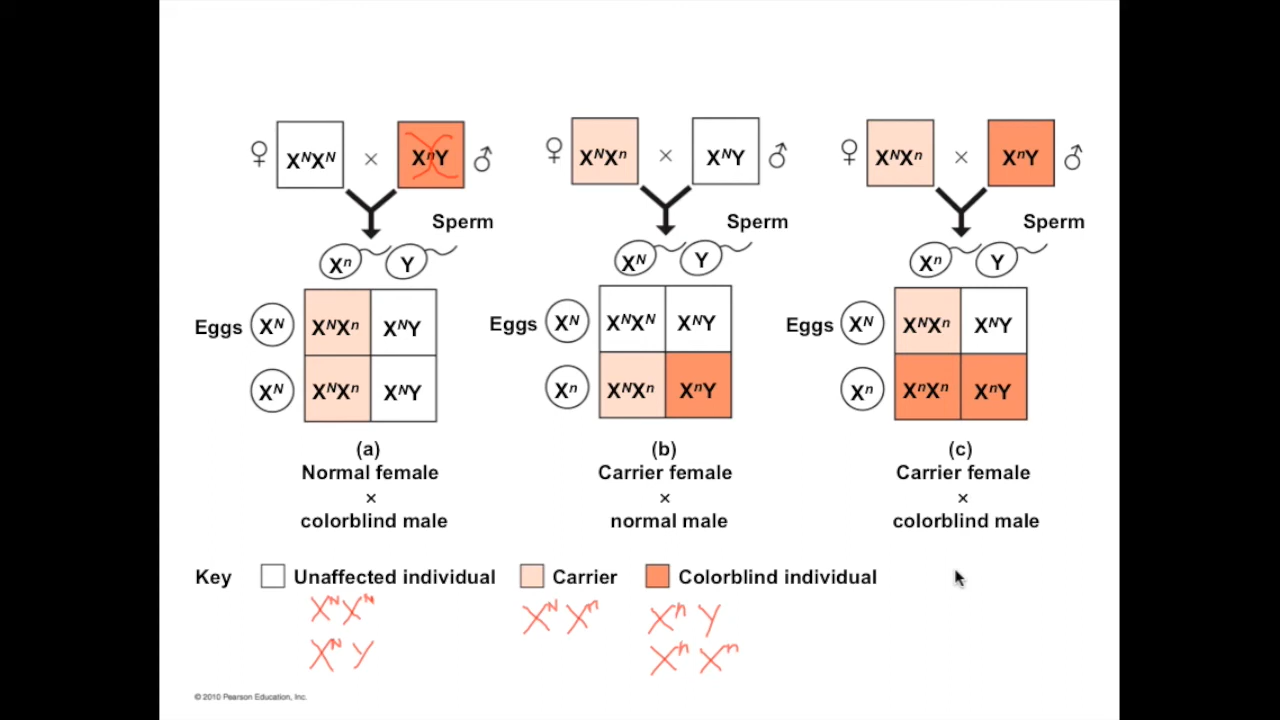 ♀ XᴺXᴺ × XⁿY ♂
Sperm
Xⁿ Y
Eggs Xᴺ XᴺXⁿ XᴺY
Xᴺ XᴺXⁿ XᴺY
(a)
Normal female
×
colorblind male
♀ XᴺXⁿ × XᴺY ♂
Sperm
Xᴺ Y
Eggs Xᴺ XᴺXᴺ XᴺY
Xⁿ XᴺXⁿ XⁿY
(b)
Carrier female
×
normal male
♀ XᴺXⁿ × XⁿY ♂
Sperm
Xⁿ Y
Eggs Xᴺ XᴺXⁿ XᴺY
Xⁿ XⁿXⁿ XⁿY
(c)
Carrier female
×
colorblind male
Key Unaffected individual Carrier Colorblind individual
XᴺXᴺ XᴺXⁿ XⁿY
XᴺY XⁿXⁿ
© 2010 Pearson Education, Inc.